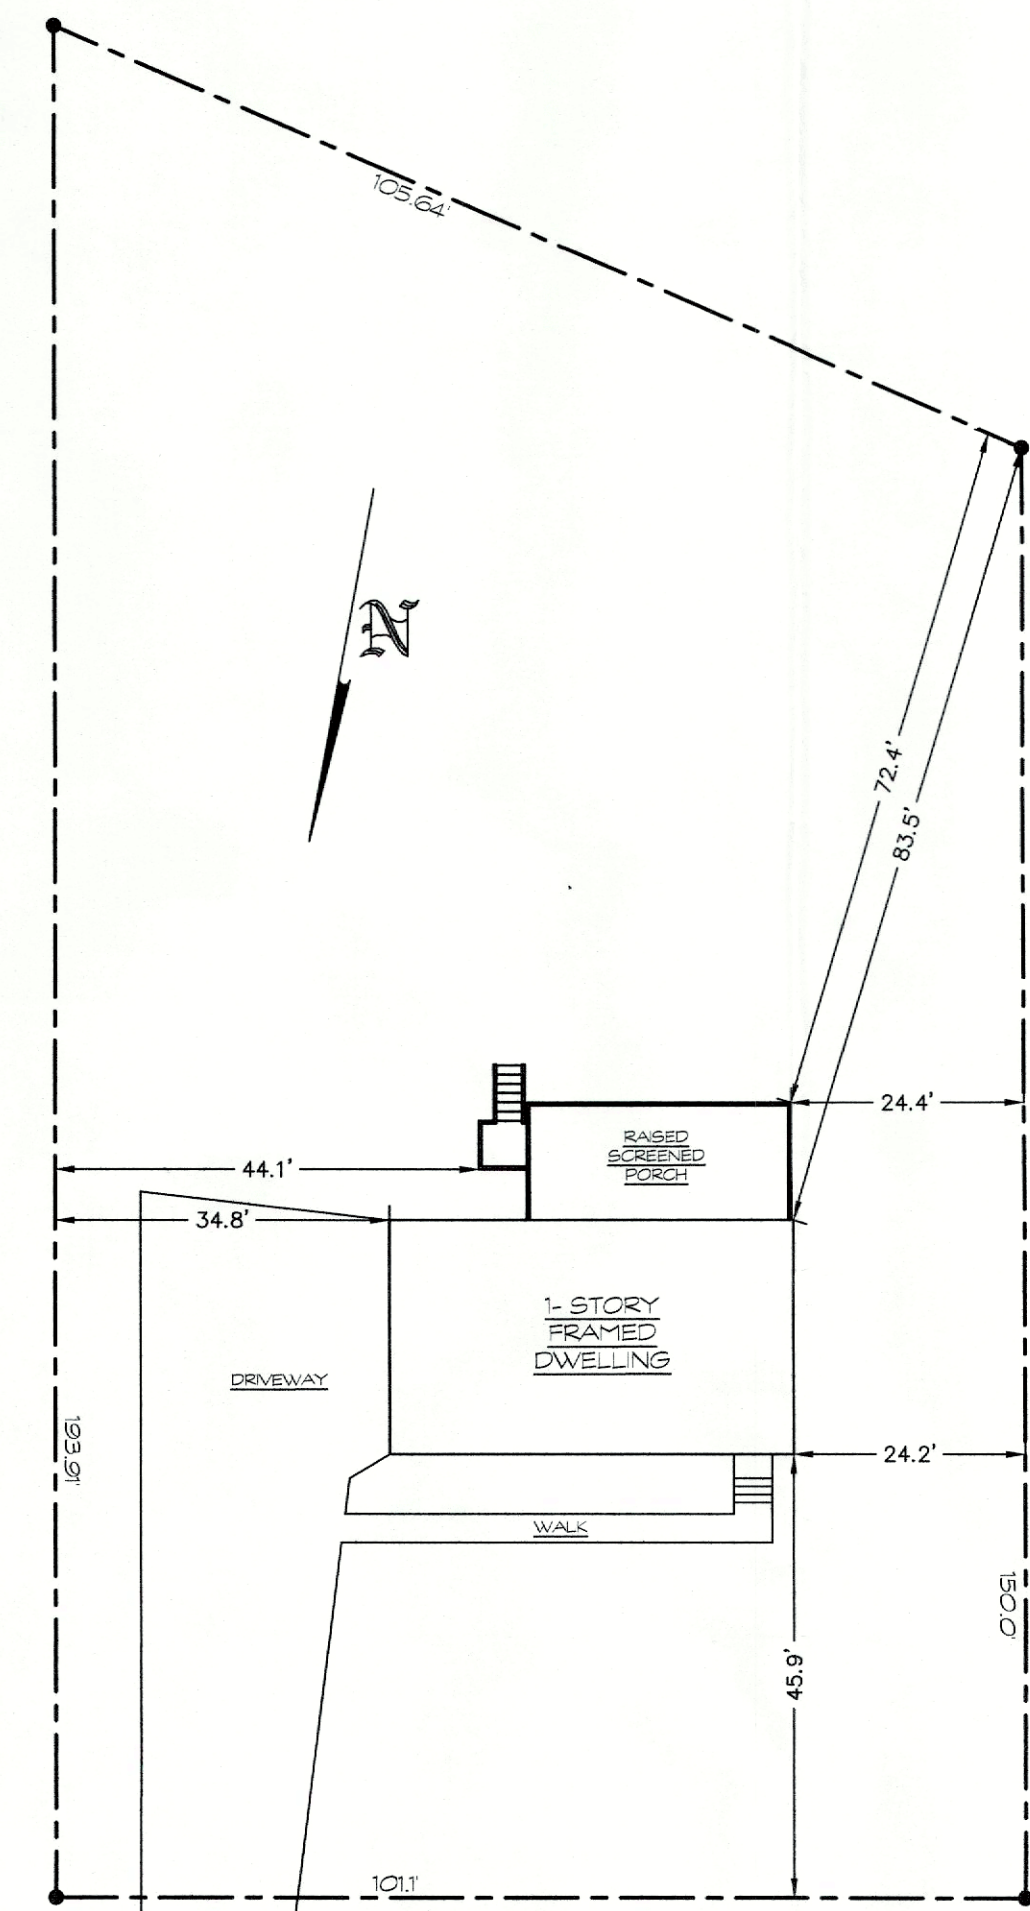 105.64'
N
72.4'
83.5'
24.4'
RAISED
SCREENED
PORCH
44.1'
34.8'
1- STORY
FRAMED
DWELLING
DRIVEWAY
193.91'
24.2'
WALK
150.0'
45.9'
101.1'